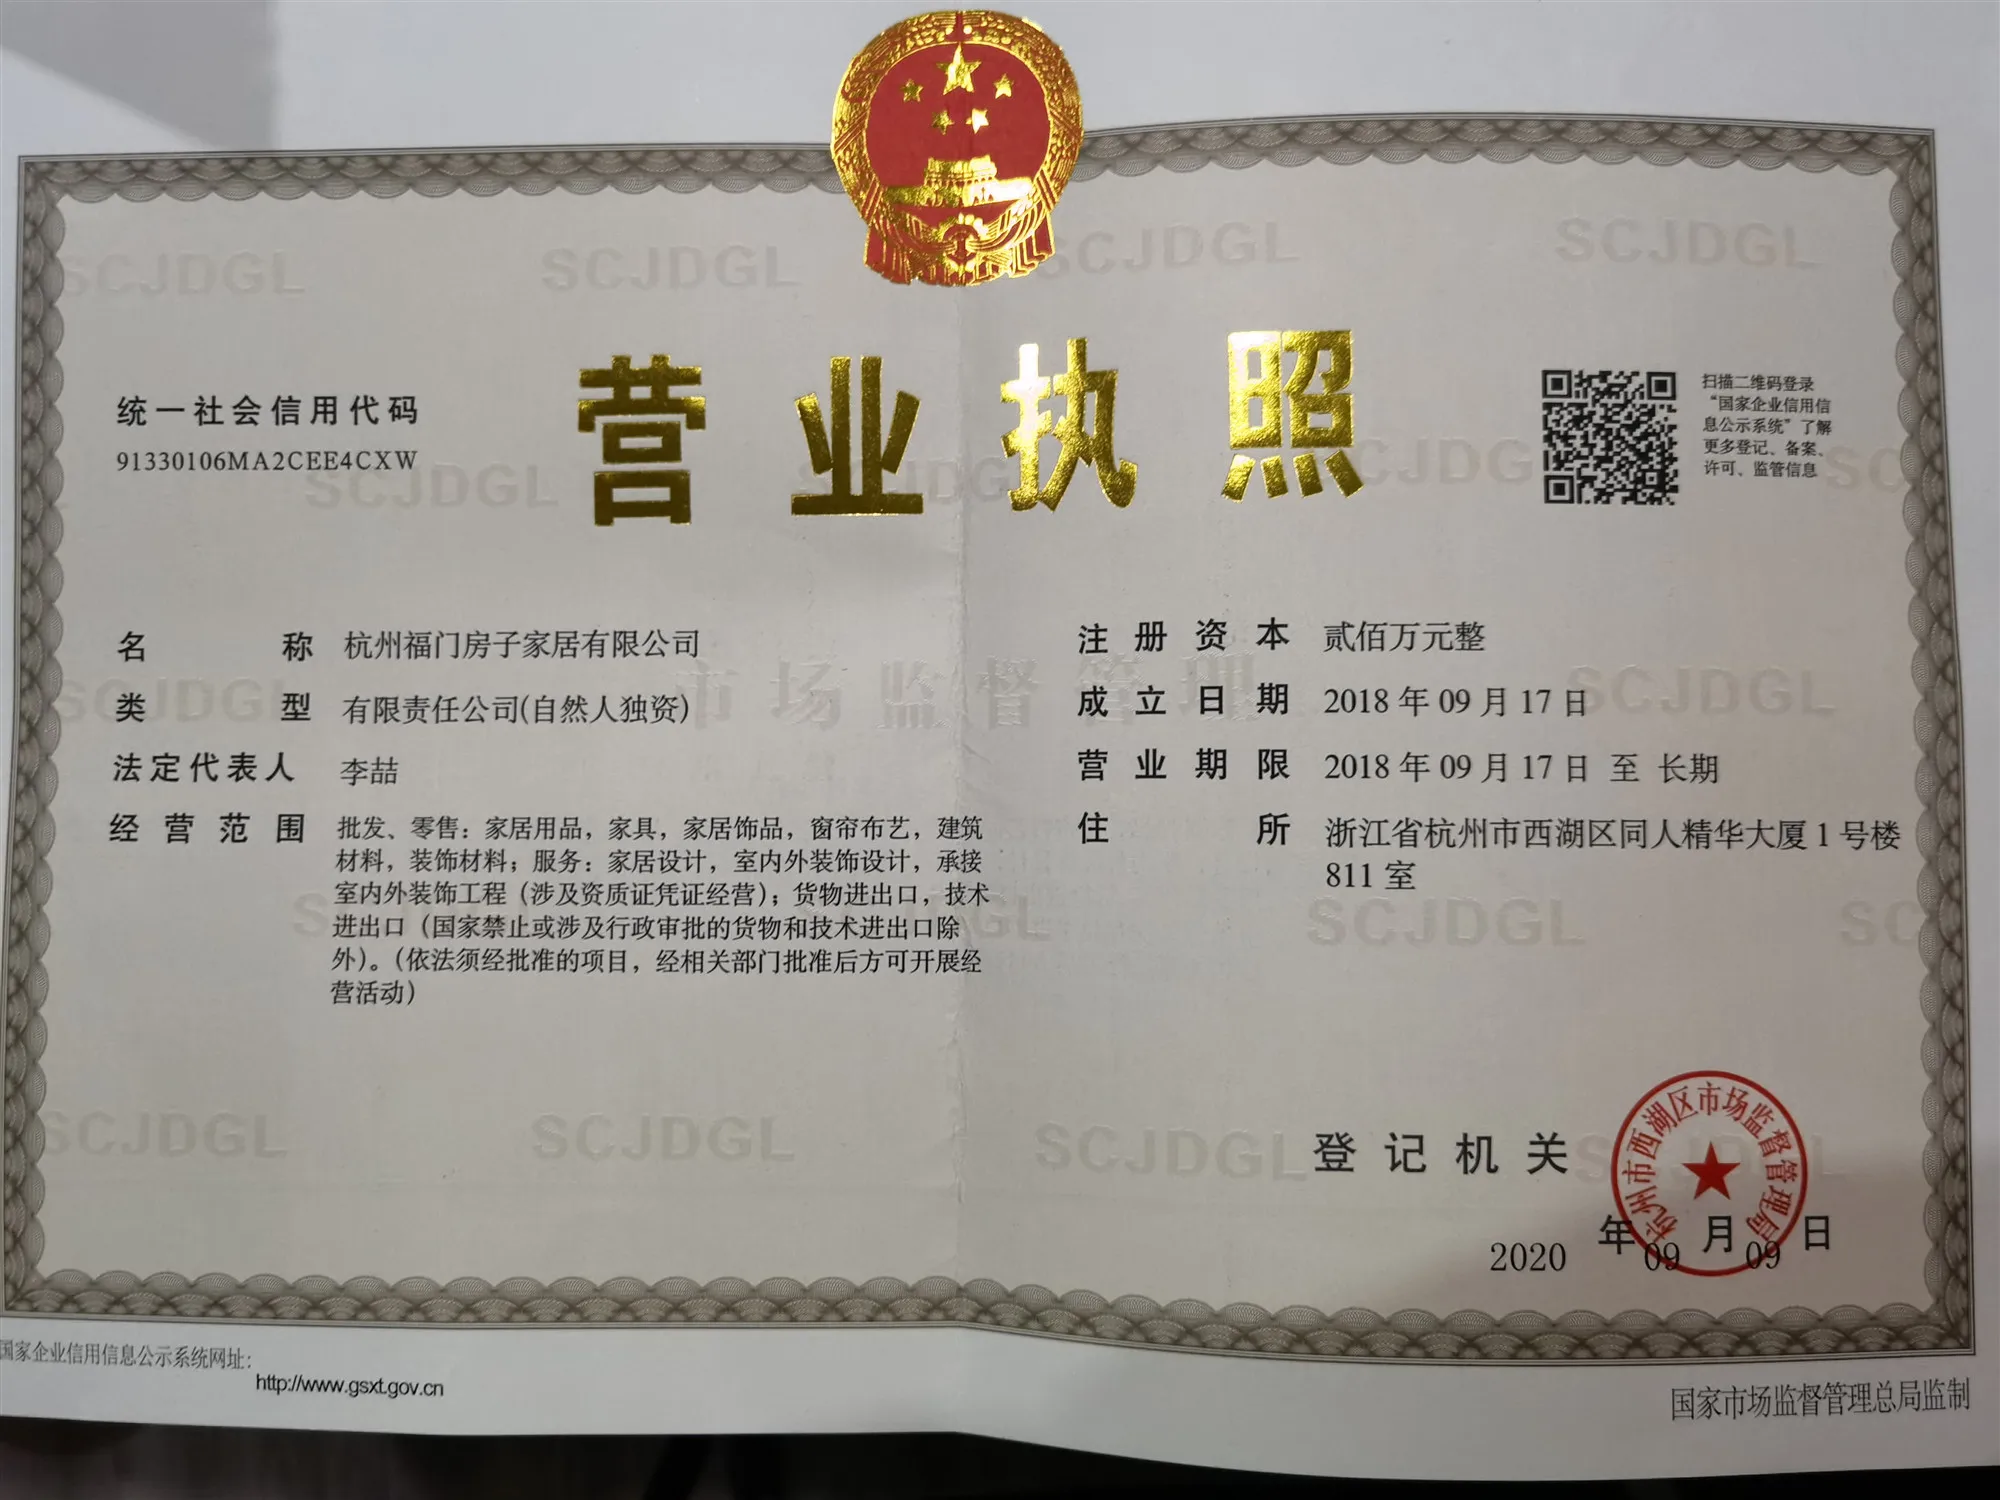 营业执照
统一社会信用代码
91330106MA2CEE4CXW
扫描二维码登录
“国家企业信用信
息公示系统”了解
更多登记、备案、
许可、监管信息
名称 杭州福门房子家居有限公司
类型 有限责任公司(自然人独资)
法定代表人 李喆
经营范围 批发、零售：家居用品，家具，家居饰品，窗帘布艺，建筑
材料，装饰材料；服务：家居设计，室内外装饰设计，承接
室内外装饰工程（涉及资质证凭证经营）；货物进出口，技术
进出口（国家禁止或涉及行政审批的货物和技术进出口除
外）。（依法须经批准的项目，经相关部门批准后方可开展经
营活动）
注册资本 贰佰万元整
成立日期 2018年09月17日
营业期限 2018年09月17日 至 长期
住所 浙江省杭州市西湖区同人精华大厦1号楼
811室
市场监督管理
SCJDGL
登记机关
杭州市西湖区市场监督管理局
2020年09月09日
国家企业信用信息公示系统网址：
http://www.gsxt.gov.cn
国家市场监督管理总局监制